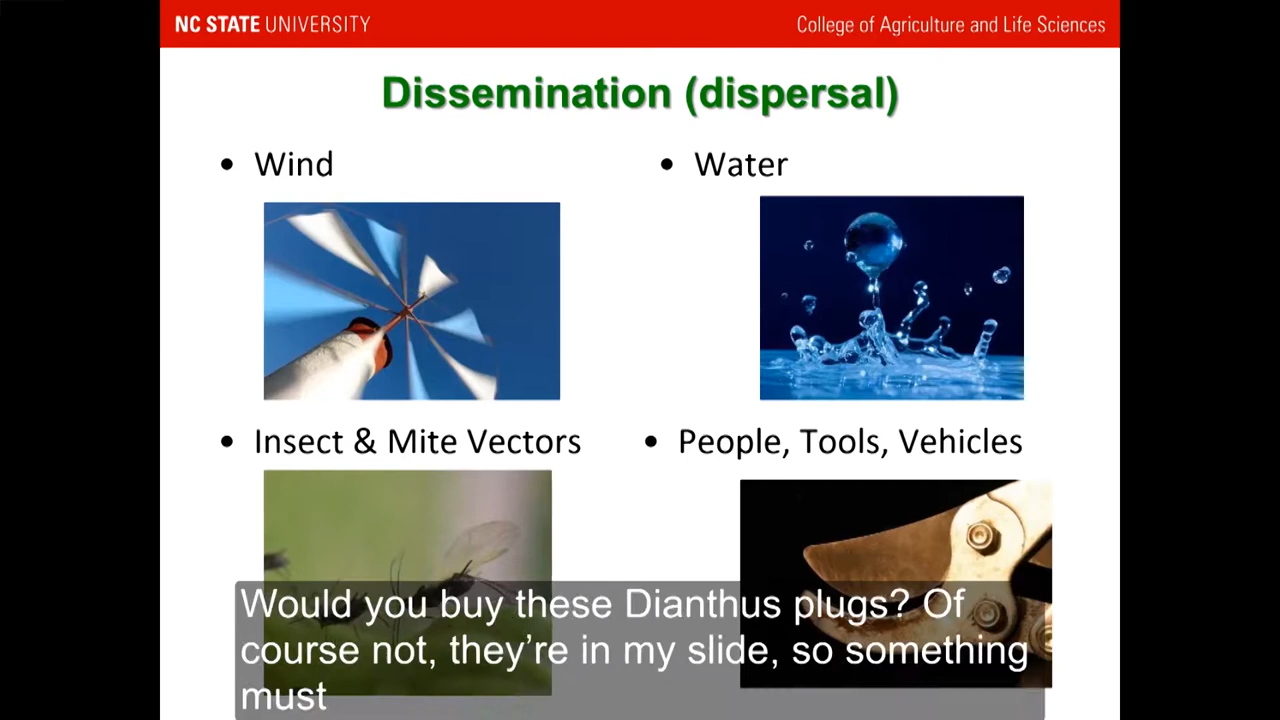 NC STATE UNIVERSITY
College of Agriculture and Life Sciences
Dissemination (dispersal)
• Wind
• Water
• Insect & Mite Vectors
• People, Tools, Vehicles
Would you buy these Dianthus plugs? Of
course not, they’re in my slide, so something
must